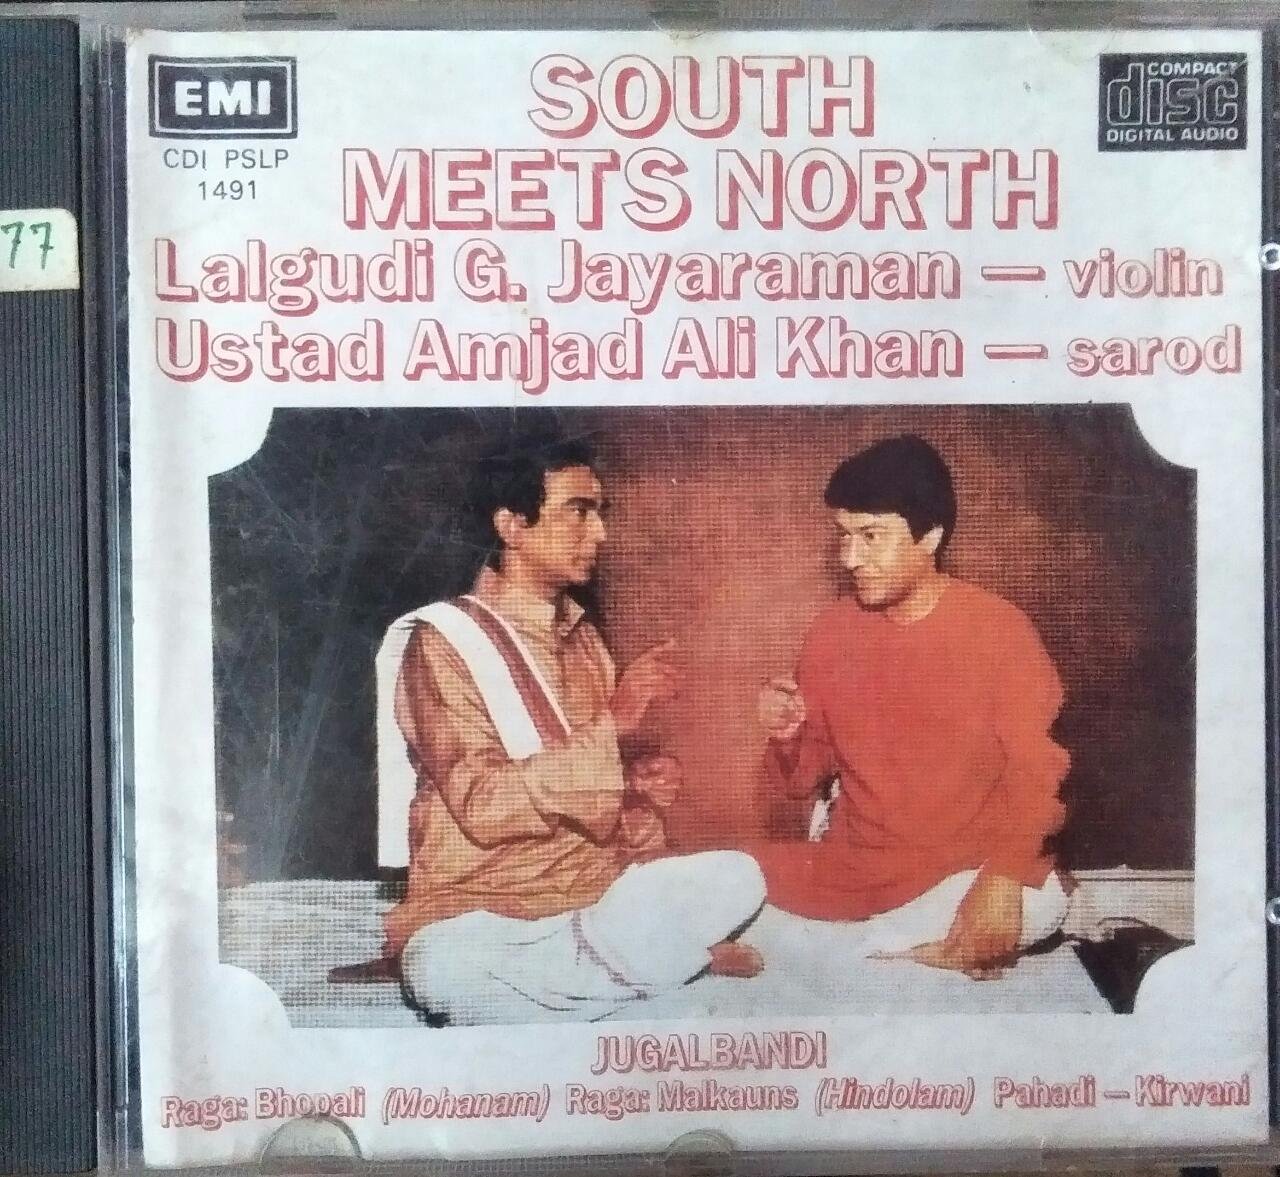 EMI
CDI PSLP
1491
COMPACT
disc
DIGITAL AUDIO
SOUTH
MEETS NORTH
Lalgudi G. Jayaraman — violin
Ustad Amjad Ali Khan — sarod
77
JUGALBANDI
Raga: Bhopali (Mohanam) Raga: Malkauns (Hindolam) Pahadi — Kirwani